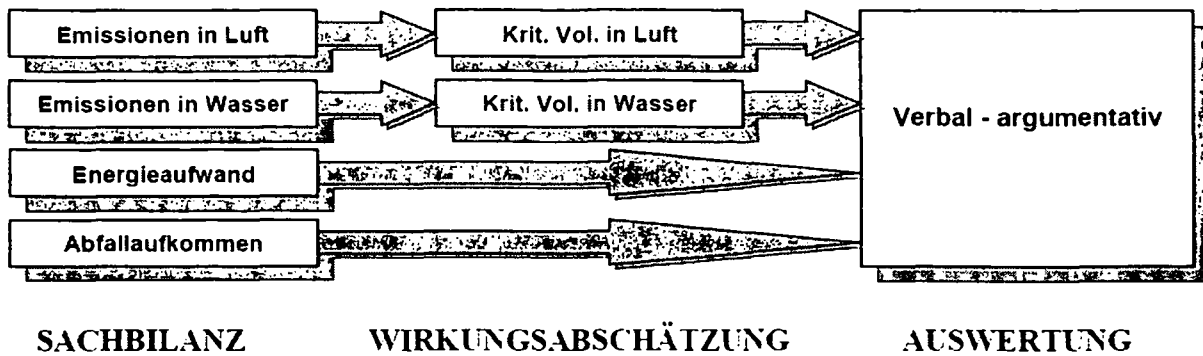 Emissionen in Luft
Krit. Vol. in Luft
Emissionen in Wasser
Krit. Vol. in Wasser
Verbal - argumentativ
Energieaufwand
Abfallaufkommen
SACHBILANZ WIRKUNGSABSCHÄTZUNG AUSWERTUNG